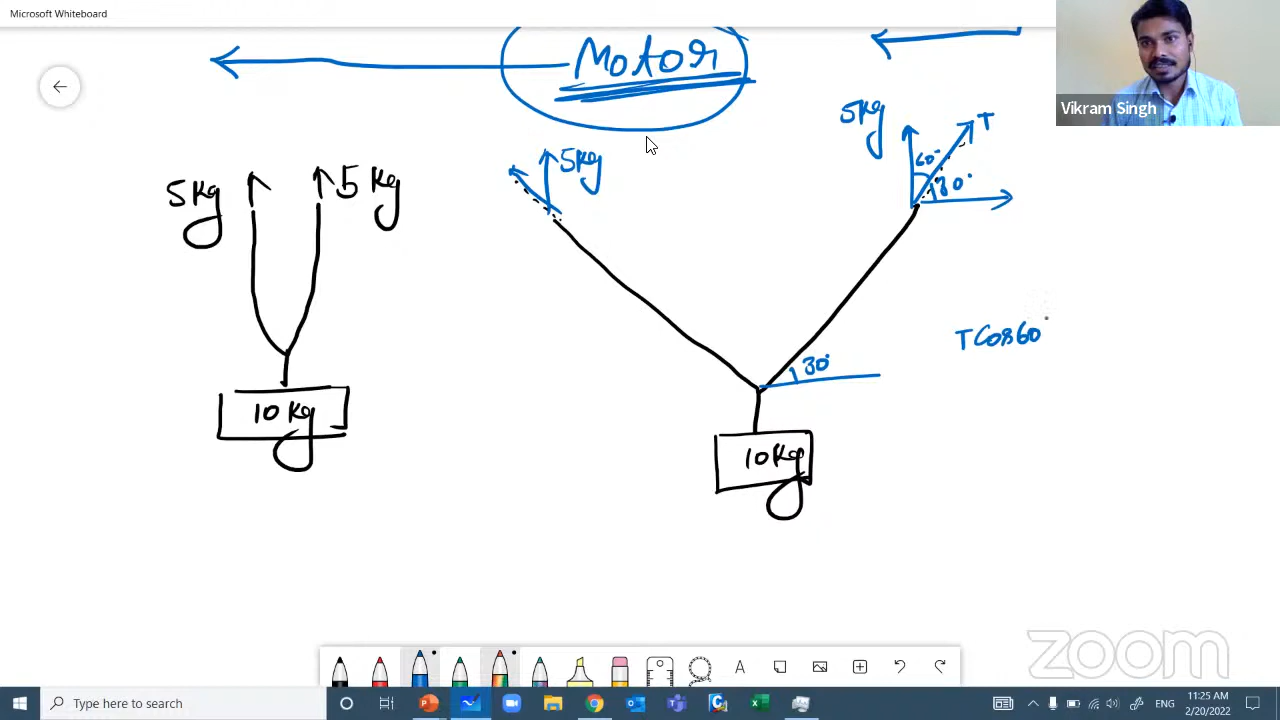 Microsoft Whiteboard
Motor
Vikram Singh
5kg
T
60°
30°
5kg
5kg
5kg
TCos60
30°
10kg
10kg
zoom
A
Type here to search
ENG
11:25 AM
2/20/2022